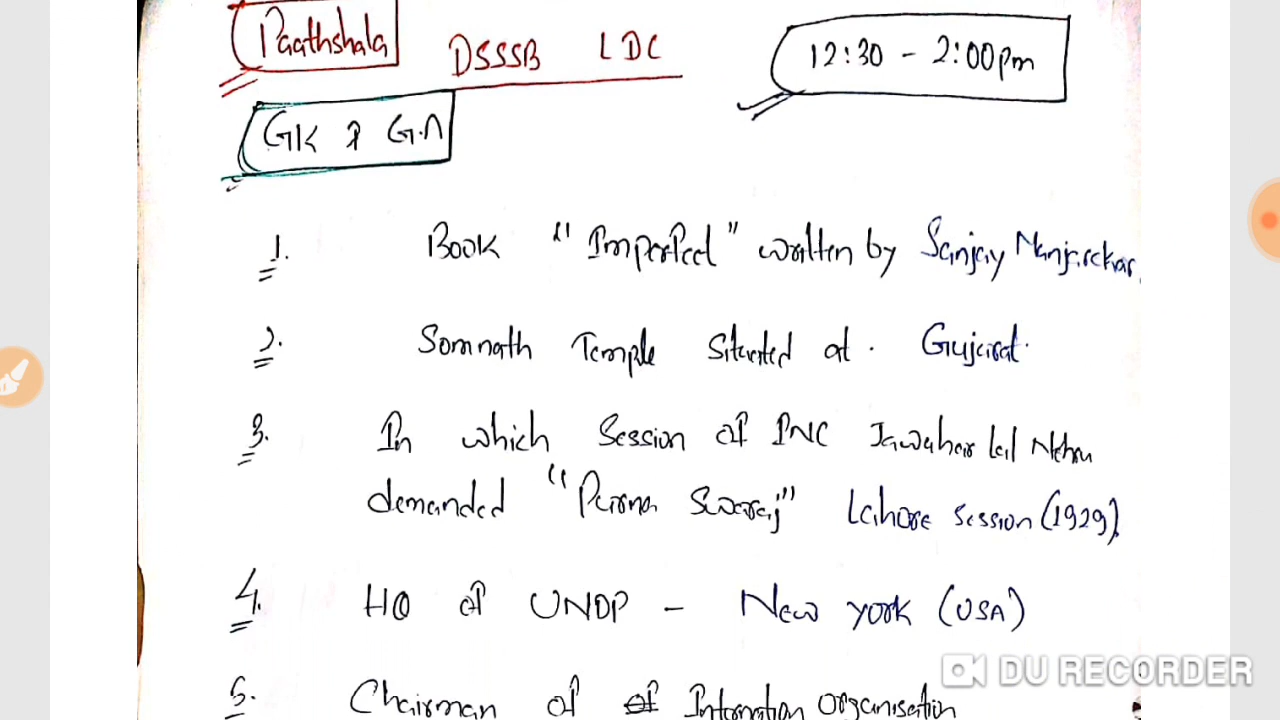 Paathshala DSSSB LDC 12:30 - 2:00pm
GK & G.A
1. Book "Imperfect" written by Sanjay Manjrekar.
2. Somnath Temple Situated at. Gujarat.
3. In which Session of INC Jawahar Lal Nehru
demanded "Purna Swaraj" Lahore Session (1929).
4. HQ of UNDP - New York (USA)
5. Chairman of of Organisation
DU RECORDER